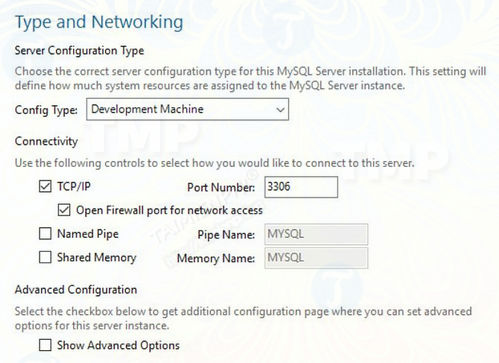 Type and Networking
Server Configuration Type
Choose the correct server configuration type for this MySQL Server installation. This setting will
define how much system resources are assigned to the MySQL Server instance.
Config Type: Development Machine
Connectivity
Use the following controls to select how you would like to connect to this server.
TCP/IP Port Number: 3306
Open Firewall port for network access
Named Pipe Pipe Name: MYSQL
Shared Memory Memory Name: MYSQL
Advanced Configuration
Select the checkbox below to get additional configuration page where you can set advanced
options for this server instance.
Show Advanced Options
TMP
TMP